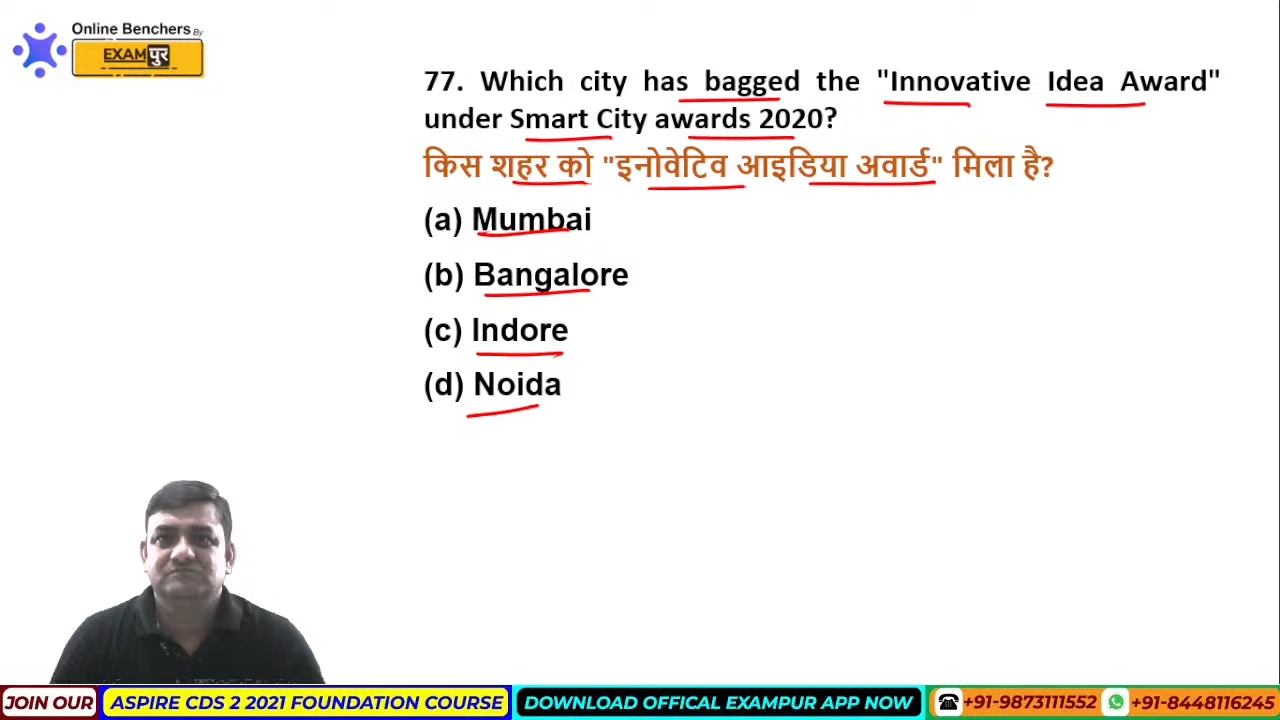 Online Benchers By
EXAMपुर
77. Which city has bagged the "Innovative Idea Award"
under Smart City awards 2020?
किस शहर को "इनोवेटिव आइडिया अवार्ड" मिला है?
(a) Mumbai
(b) Bangalore
(c) Indore
(d) Noida
JOIN OUR ASPIRE CDS 2 2021 FOUNDATION COURSE DOWNLOAD OFFICAL EXAMPUR APP NOW +91-9873111552 +91-8448116245